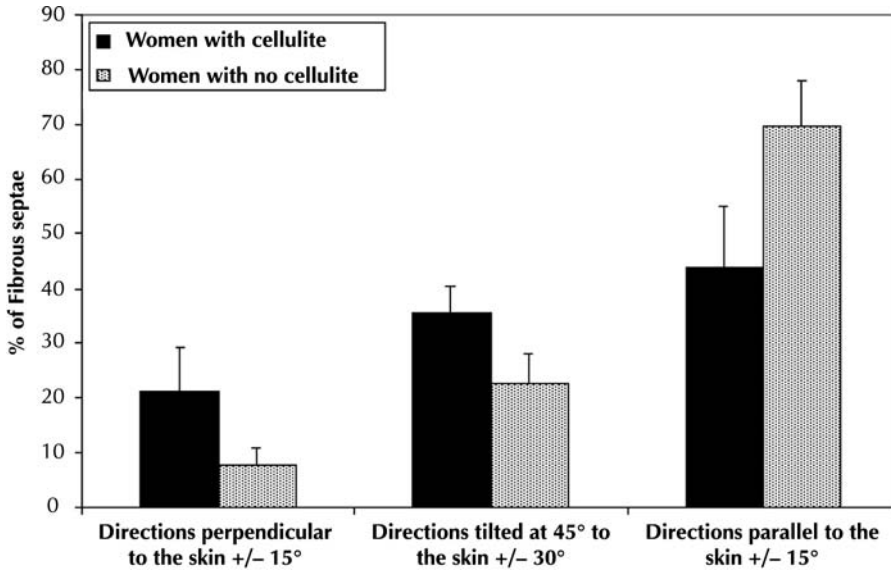 90
80
70
60
50
40
30
20
10
0
% of Fibrous septae
Women with cellulite
Women with no cellulite
Directions perpendicular
to the skin +/– 15°
Directions tilted at 45° to
the skin +/– 30°
Directions parallel to the
skin +/– 15°